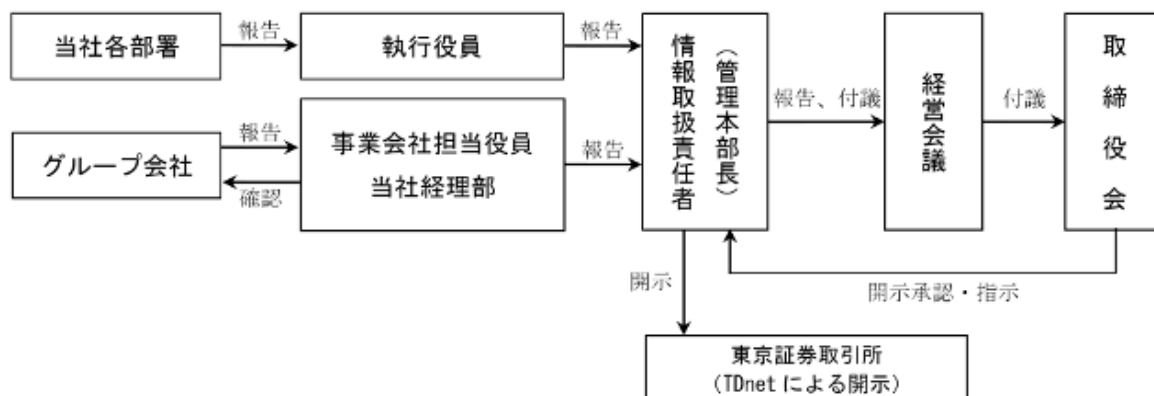 当社各部署
報告
執行役員
報告
グループ会社
報告
確認
事業会社担当役員
当社経理部
報告
情報取扱責任者
（管理本部長）
報告、付議
経営会議
付議
取締役会
開示承認・指示
開示
東京証券取引所
(TDnetによる開示)